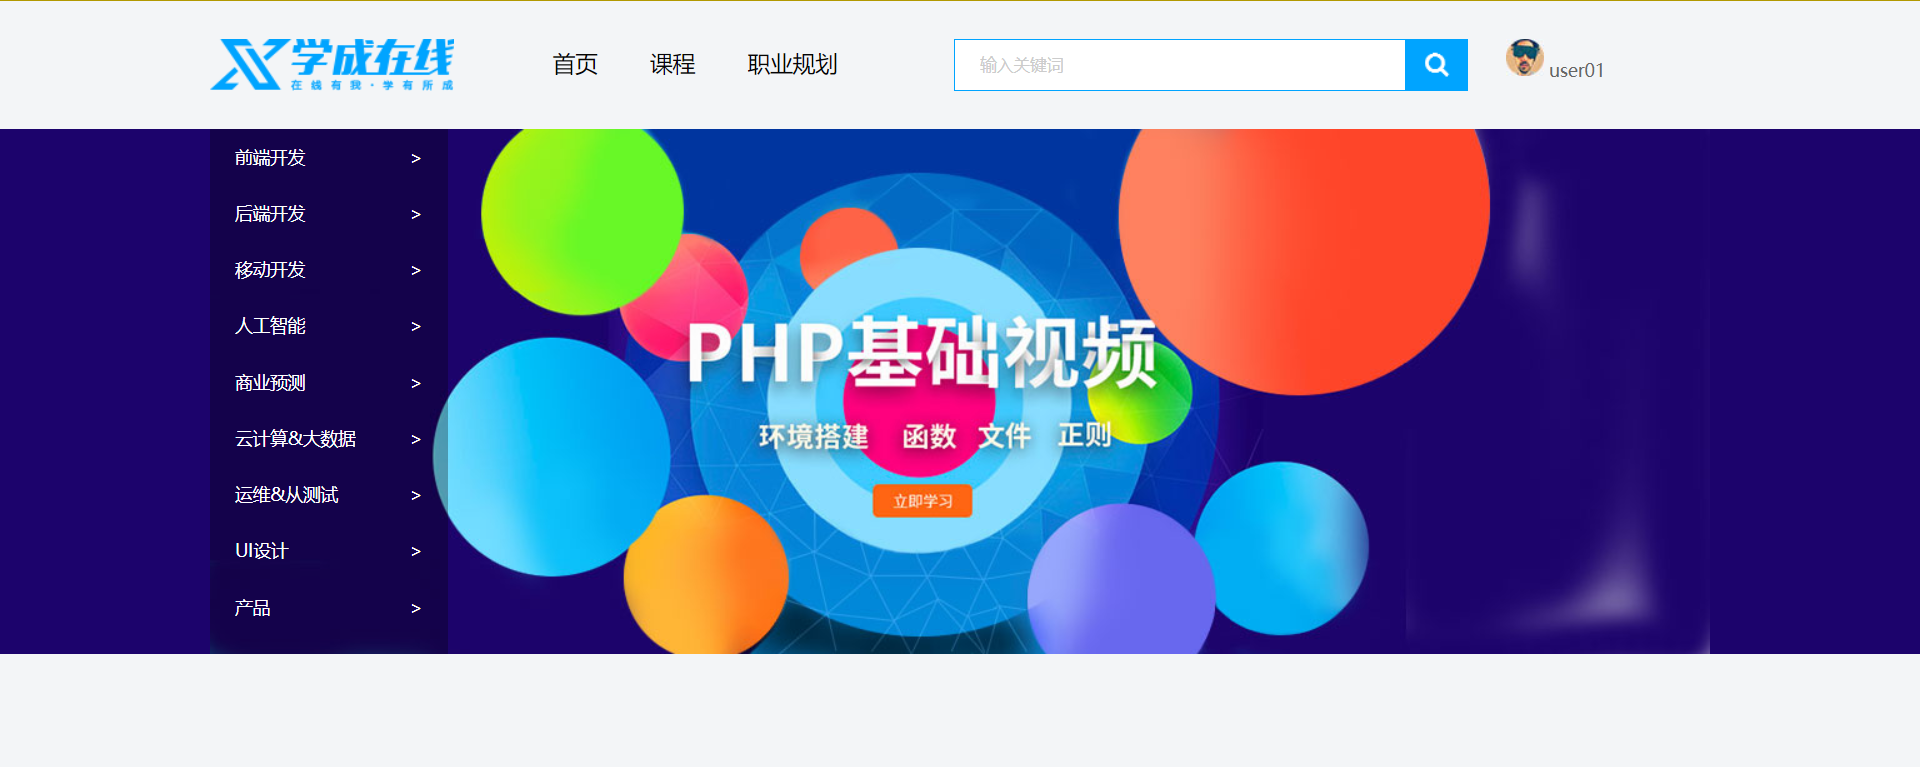 学成在线
在线有我·学有所成
首页 课程 职业规划
输入关键词
user01
前端开发 >
后端开发 >
移动开发 >
人工智能 >
商业预测 >
云计算&大数据 >
运维&从测试 >
UI设计 >
产品 >
PHP基础视频
环境搭建 函数 文件 正则
立即学习